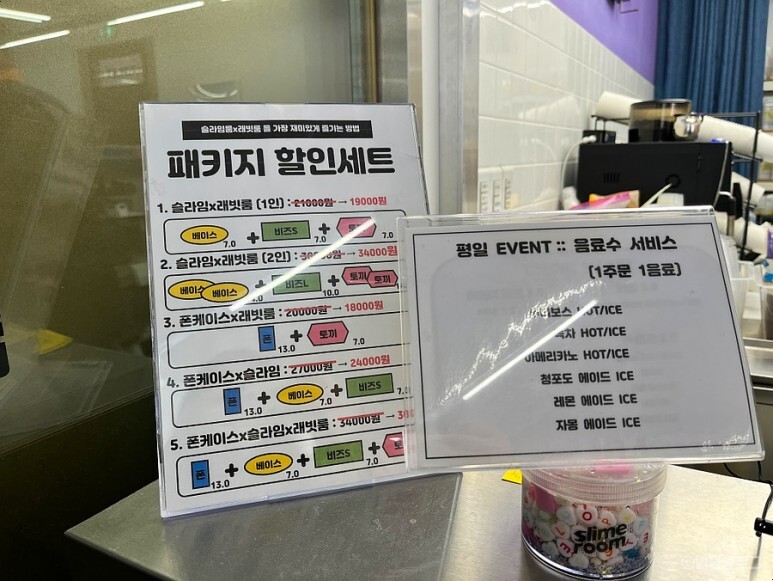 슬라임룸x래빗룸 을 가장 재미있게 즐기는 방법
패키지 할인세트
1. 슬라임x래빗룸 (1인) : 21000원 → 19000원
베이스 7.0 + 비즈S 7.0 + 토끼 7.0
2. 슬라임x래빗룸 (2인) : → 34000원
베이스 베이스 + 비즈L 10.0 + 토끼 토끼
3. 폰케이스x래빗룸 : 20000원 → 18000원
폰 13.0 + 토끼 7.0
4. 폰케이스x슬라임 : 27000원 → 24000원
폰 13.0 + 베이스 7.0 + 비즈S 7.0
5. 폰케이스x슬라임x래빗룸 : 34000원 →
폰 13.0 + 베이스 7.0 + 비즈S 7.0 +
평일 EVENT :: 음료수 서비스
(1주문 1음료)
HOT/ICE
HOT/ICE
아메리카노 HOT/ICE
청포도 에이드 ICE
레몬 에이드 ICE
자몽 에이드 ICE
slime
room